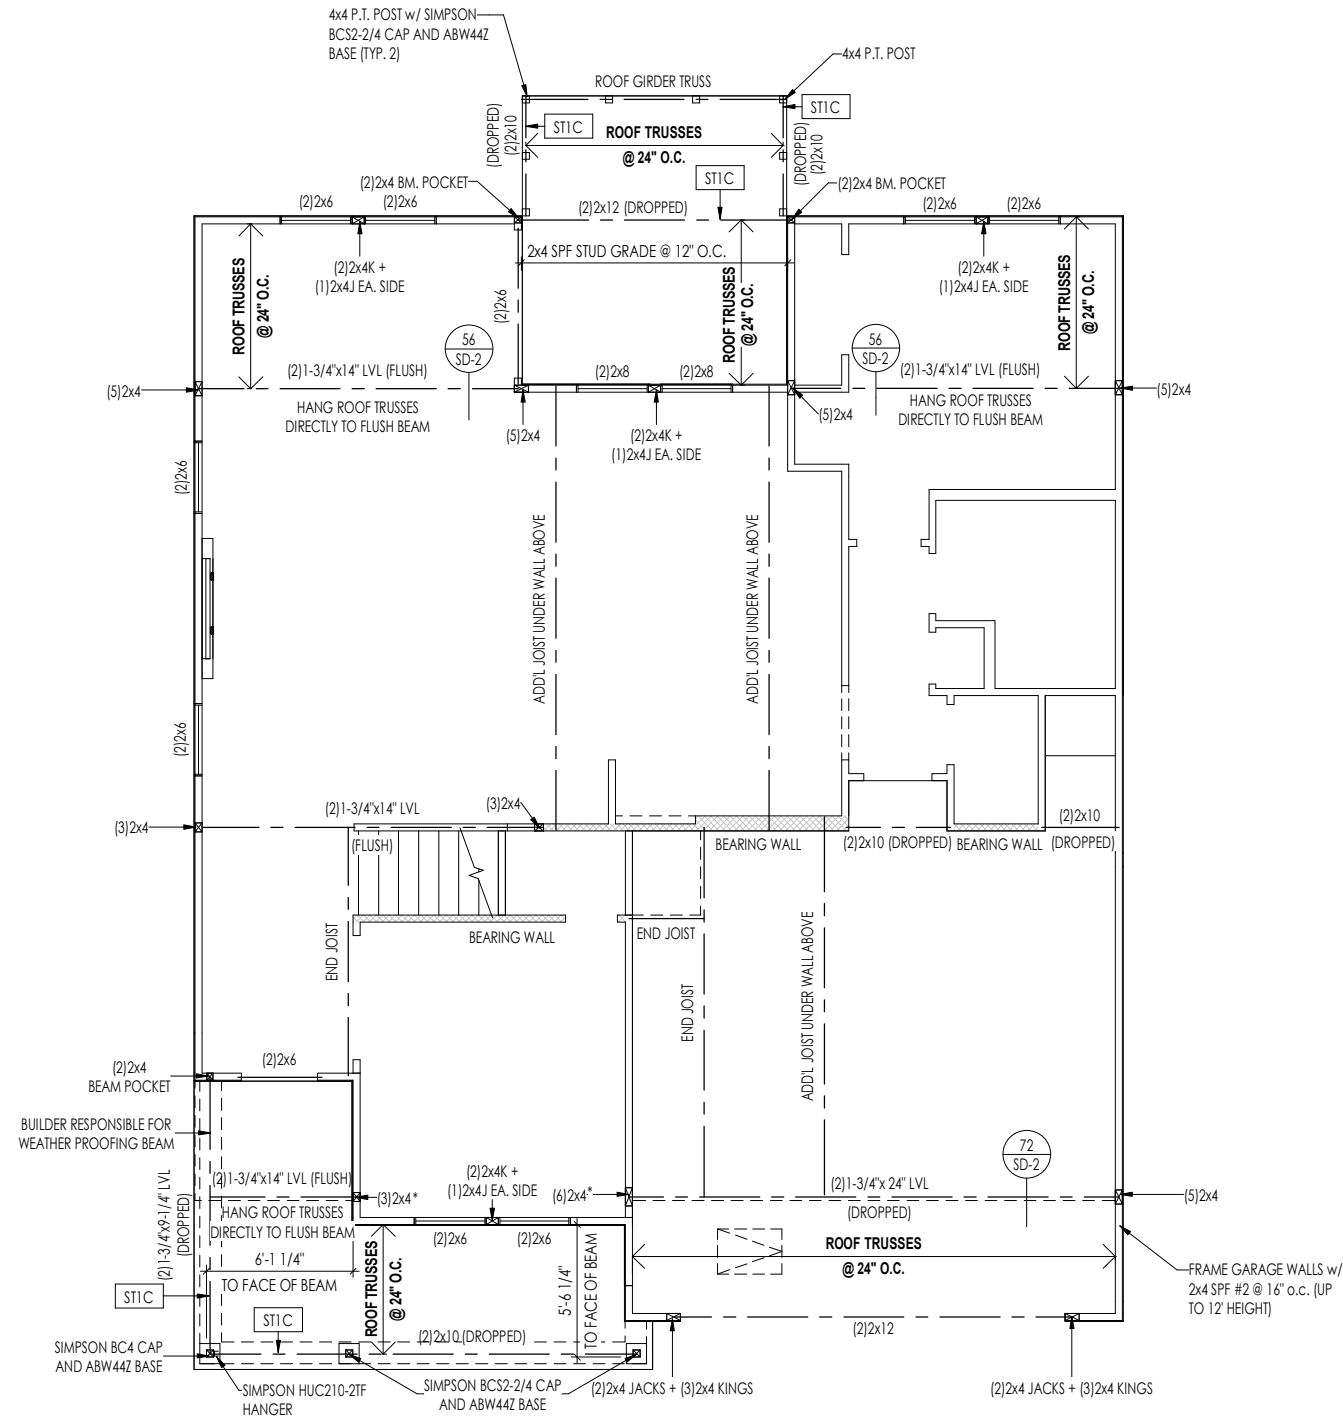 4x4 P.T. POST w/ SIMPSON
BCS2-2/4 CAP AND ABW44Z
BASE (TYP. 2)
4x4 P.T. POST
ROOF GIRDER TRUSS
ST1C
ST1C
(DROPPED)
(2)2x10
ROOF TRUSSES
@ 24" O.C.
(DROPPED)
(2)2x10
ST1C
(2)2x4 BM. POCKET
(2)2x4 BM. POCKET
(2)2x6
(2)2x6
(2)2x12 (DROPPED)
(2)2x6
(2)2x6
2x4 SPF STUD GRADE @ 12" O.C.
(2)2x4K +
(1)2x4J EA. SIDE
(2)2x4K +
(1)2x4J EA. SIDE
ROOF TRUSSES
@ 24" O.C.
(2)2x6
ROOF TRUSSES
@ 24" O.C.
ROOF TRUSSES
@ 24" O.C.
56
SD-2
56
SD-2
(2)1-3/4"x14" LVL (FLUSH)
(2)2x8
(2)2x8
(2)1-3/4"x14" LVL (FLUSH)
(5)2x4
(5)2x4
HANG ROOF TRUSSES
DIRECTLY TO FLUSH BEAM
HANG ROOF TRUSSES
DIRECTLY TO FLUSH BEAM
(5)2x4
(5)2x4
(2)2x4K +
(1)2x4J EA. SIDE
(2)2x6
ADD'L JOIST UNDER WALL ABOVE
ADD'L JOIST UNDER WALL ABOVE
(2)2x6
(2)1-3/4"x14" LVL
(3)2x4
(3)2x4
(2)2x10
(FLUSH)
BEARING WALL
(2)2x10 (DROPPED)
BEARING WALL
(DROPPED)
END JOIST
BEARING WALL
END JOIST
END JOIST
ADD'L JOIST UNDER WALL ABOVE
(2)2x6
(2)2x4
BEAM POCKET
BUILDER RESPONSIBLE FOR
WEATHER PROOFING BEAM
72
SD-2
(2)1-3/4"x14" LVL (FLUSH)
(3)2x4*
(2)2x4K +
(1)2x4J EA. SIDE
(6)2x4*
(2)1-3/4"x 24" LVL
(DROPPED)
(5)2x4
(2)1-3/4"x9-1/4" LVL
(DROPPED)
HANG ROOF TRUSSES
DIRECTLY TO FLUSH BEAM
(2)2x6
(2)2x6
6'-1 1/4"
TO FACE OF BEAM
ROOF TRUSSES
@ 24" O.C.
5'-6 1/4"
TO FACE OF BEAM
ROOF TRUSSES
@ 24" O.C.
FRAME GARAGE WALLS w/
2x4 SPF #2 @ 16" o.c. (UP
TO 12' HEIGHT)
ST1C
ST1C
(2)2x10 (DROPPED)
(2)2x12
SIMPSON BC4 CAP
AND ABW44Z BASE
SIMPSON HUC210-2TF
HANGER
SIMPSON BCS2-2/4 CAP
AND ABW44Z BASE
(2)2x4 JACKS + (3)2x4 KINGS
(2)2x4 JACKS + (3)2x4 KINGS